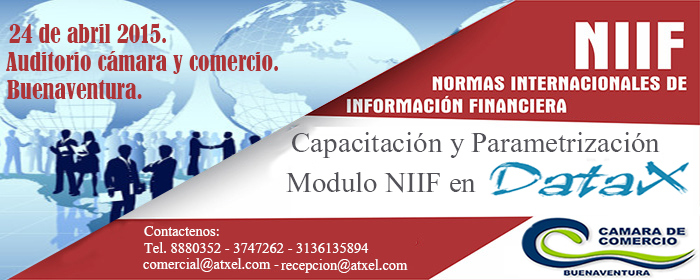 24 de abril 2015.
Auditorio cámara y comercio.
Buenaventura.
NIIF
NORMAS INTERNACIONALES DE
INFORMACIÓN FINANCIERA
Capacitación y Parametrización
Modulo NIIF en DataX
Contactenos:
Tel. 8880352 - 3747262 - 3136135894
comercial@atxel.com - recepcion@atxel.com
CAMARA DE
COMERCIO
BUENAVENTURA